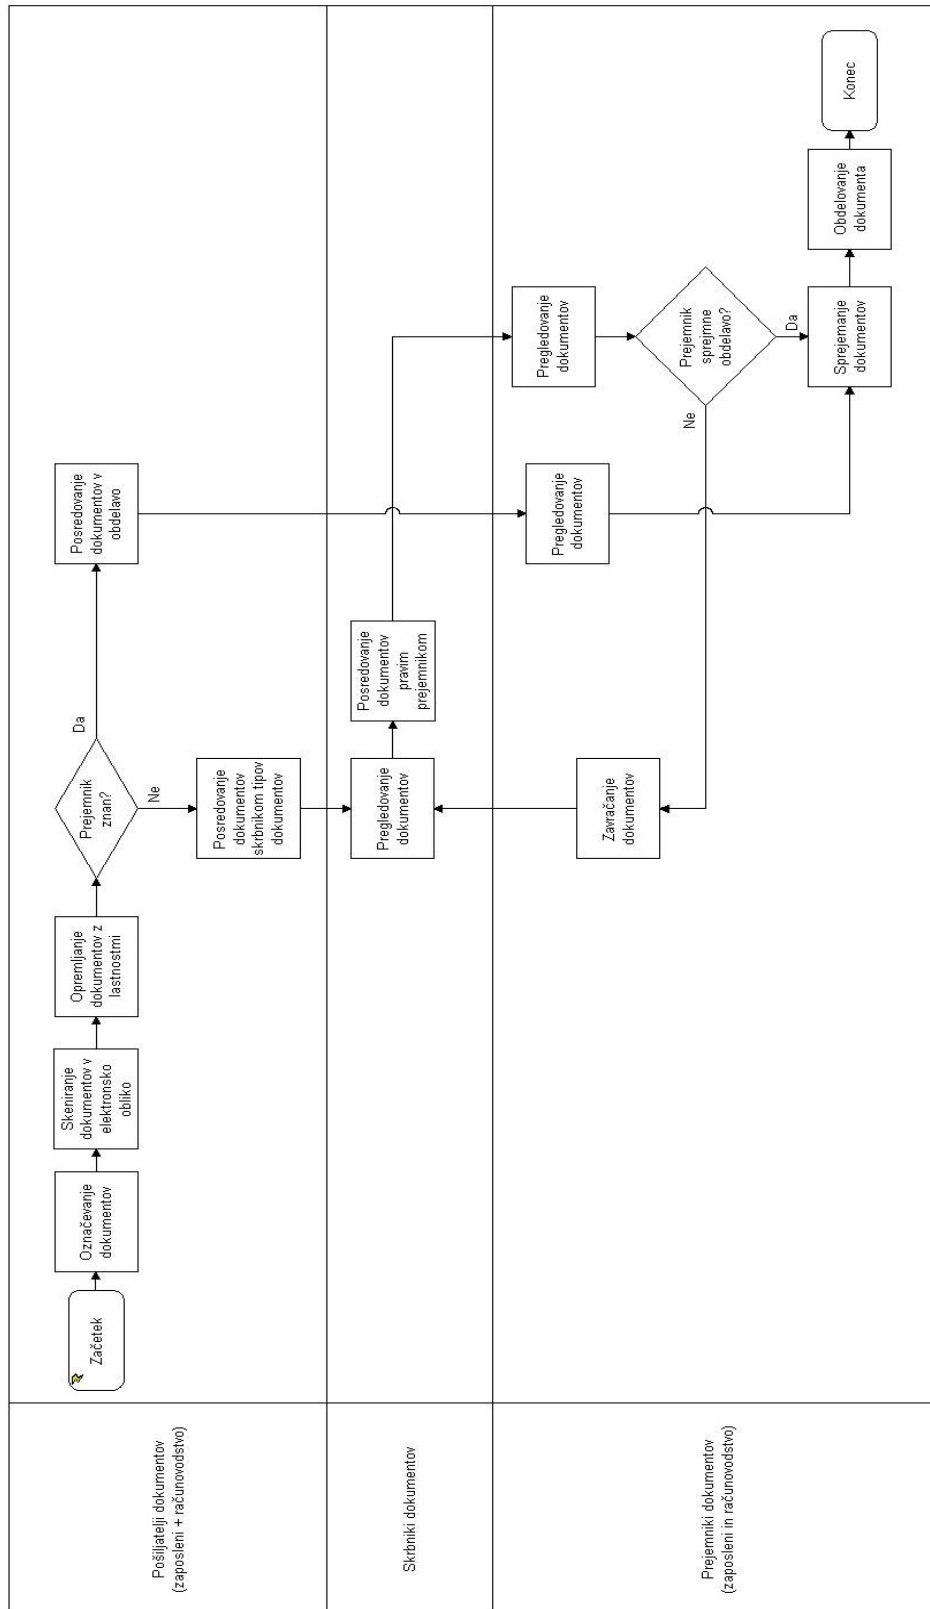 Pošiljatelji dokumentov
(zaposleni + računovodstvo)
Začetek
Označevanje
dokumentov
Skeniranje
dokumentov v
elektronsko
obliko
Opremljanje
dokumentov z
lastnostmi
Prejemnik
znan?
Da
Ne
Posredovanje
dokumentov v
obdelavo
Posredovanje
dokumentov
skrbnikom tipov
dokumentov
Skrbniki dokumentov
Pregledovanje
dokumentov
Posredovanje
dokumentov
pravim
prejemnikom
Prejemniki dokumentov
(zaposleni in računovodstvo)
Zavračanje
dokumentov
Pregledovanje
dokumentov
Pregledovanje
dokumentov
Prejemnik
sprejmne
obdelavo?
Ne
Da
Sprejemanje
dokumentov
Obdelovanje
dokumenta
Konec